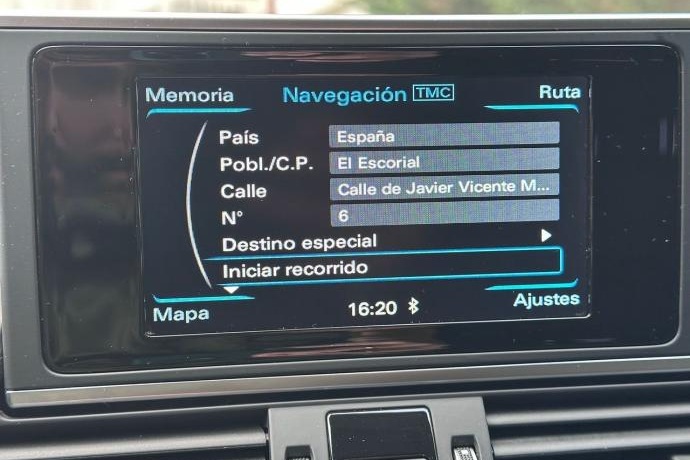 Memoria Navegación TMC Ruta
País España
Pobl./C.P. El Escorial
Calle Calle de Javier Vicente M...
N° 6
Destino especial
Iniciar recorrido
Mapa 16:20 Ajustes